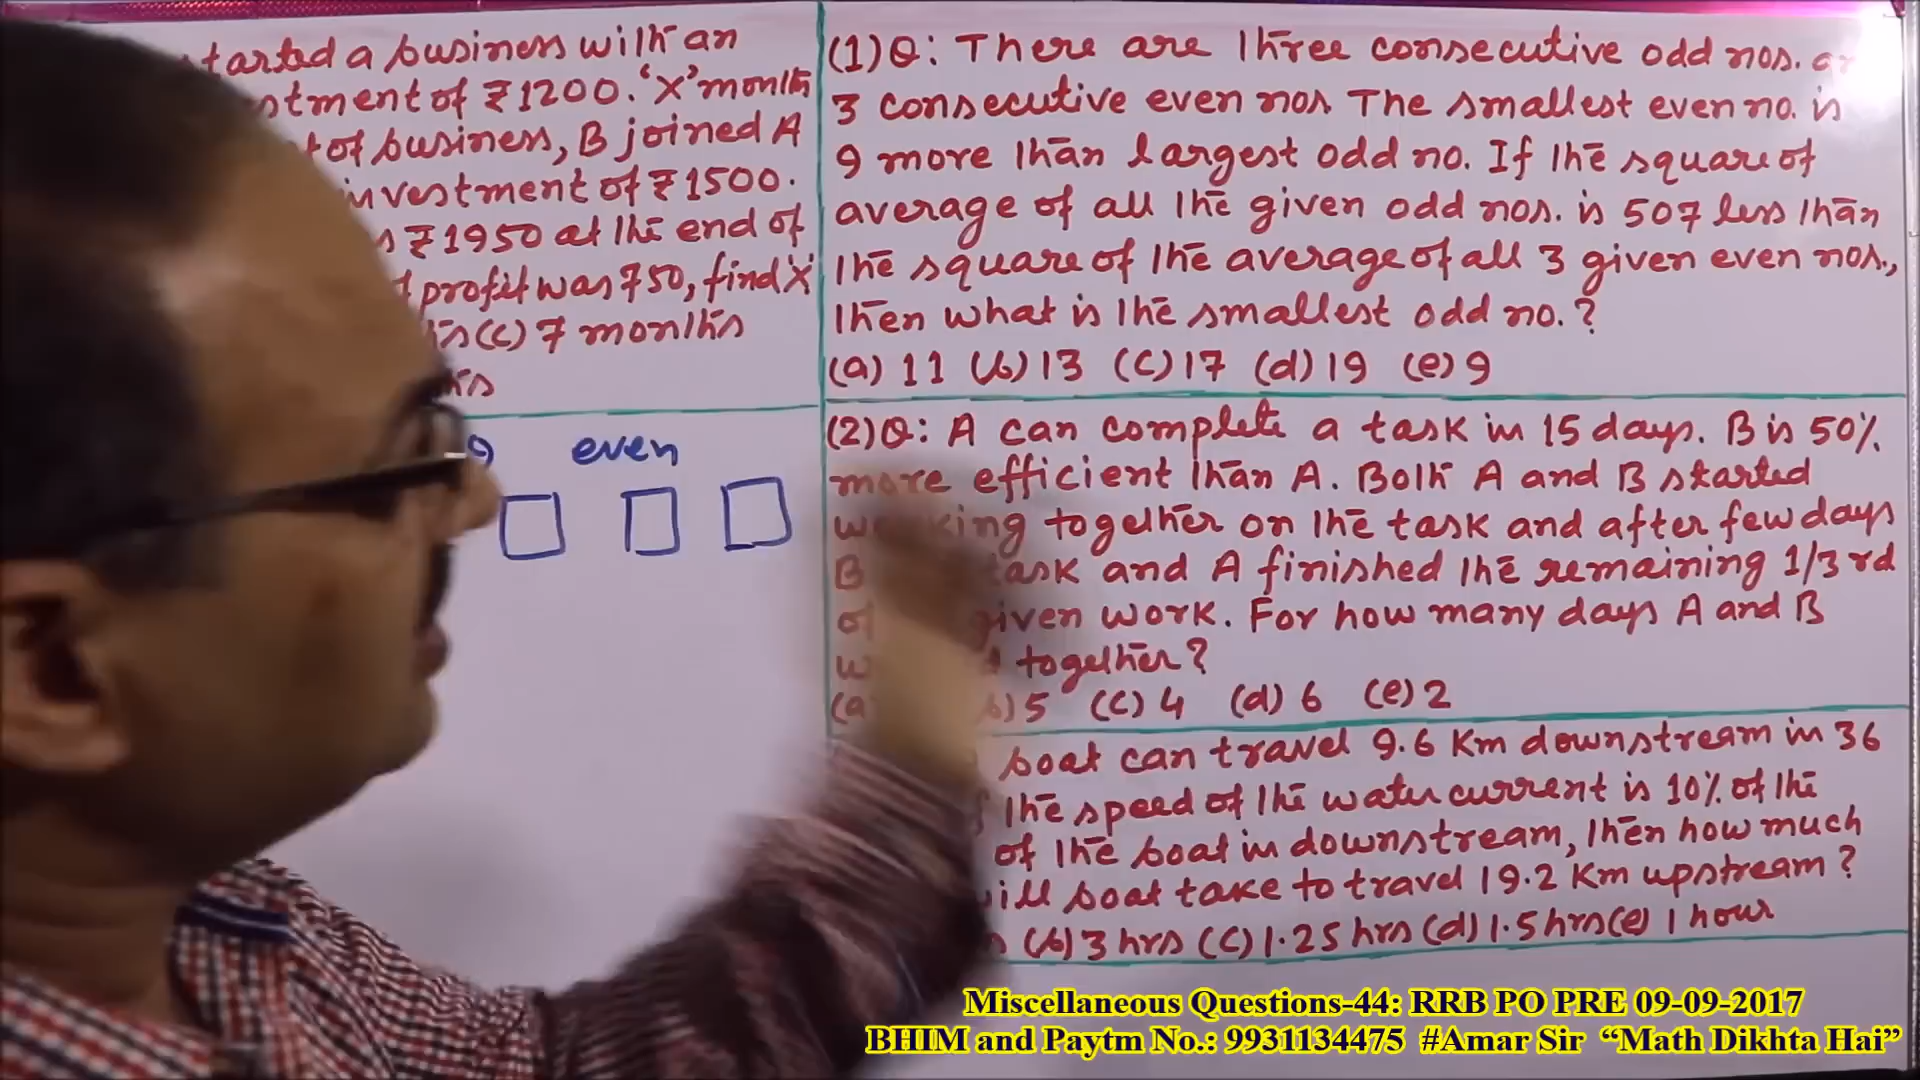 started a business with an
stment of ₹1200. 'X' month
t of business, B joined A
investment of ₹1500.
₹1950 at the end of
profit was 750, find 'X'
(c) 7 months
even
(1) Q: There are three consecutive odd nos.
3 consecutive even nos. The smallest even no. is
9 more than largest odd no. If the square of
average of all the given odd nos. is 507 less than
the square of the average of all 3 given even nos.,
then what is the smallest odd no.?
(a) 11 (b) 13 (c) 17 (d) 19 (e) 9
(2) Q: A can complete a task in 15 days. B is 50%
more efficient than A. Both A and B started
working together on the task and after few days
B task and A finished the remaining 1/3 rd
given work. For how many days A and B
together?
5 (c) 4 (d) 6 (e) 2
boat can travel 9.6 Km downstream in 36
the speed of the water current is 10% of the
of the boat in downstream, then how much
will boat take to travel 19.2 Km upstream?
(b) 3 hrs (c) 1.25 hrs (d) 1.5 hrs (e) 1 hour
Miscellaneous Questions-44: RRB PO PRE 09-09-2017
BHIM and Paytm No.: 9931134475 #Amar Sir “Math Dikhta Hai”